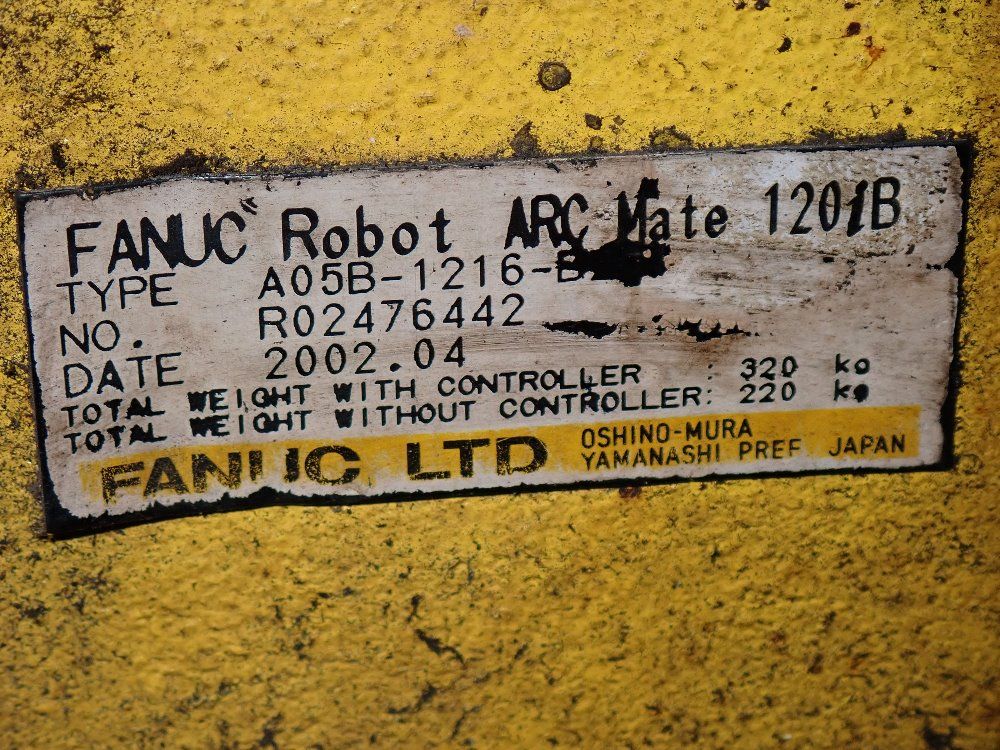 FANUC Robot ARC Mate 120iB
TYPE A05B-1216-B
NO. R02476442
DATE 2002.04
TOTAL WEIGHT WITH CONTROLLER : 320 kg
TOTAL WEIGHT WITHOUT CONTROLLER: 220 kg
FANUC LTD
OSHINO-MURA
YAMANASHI PREF. JAPAN